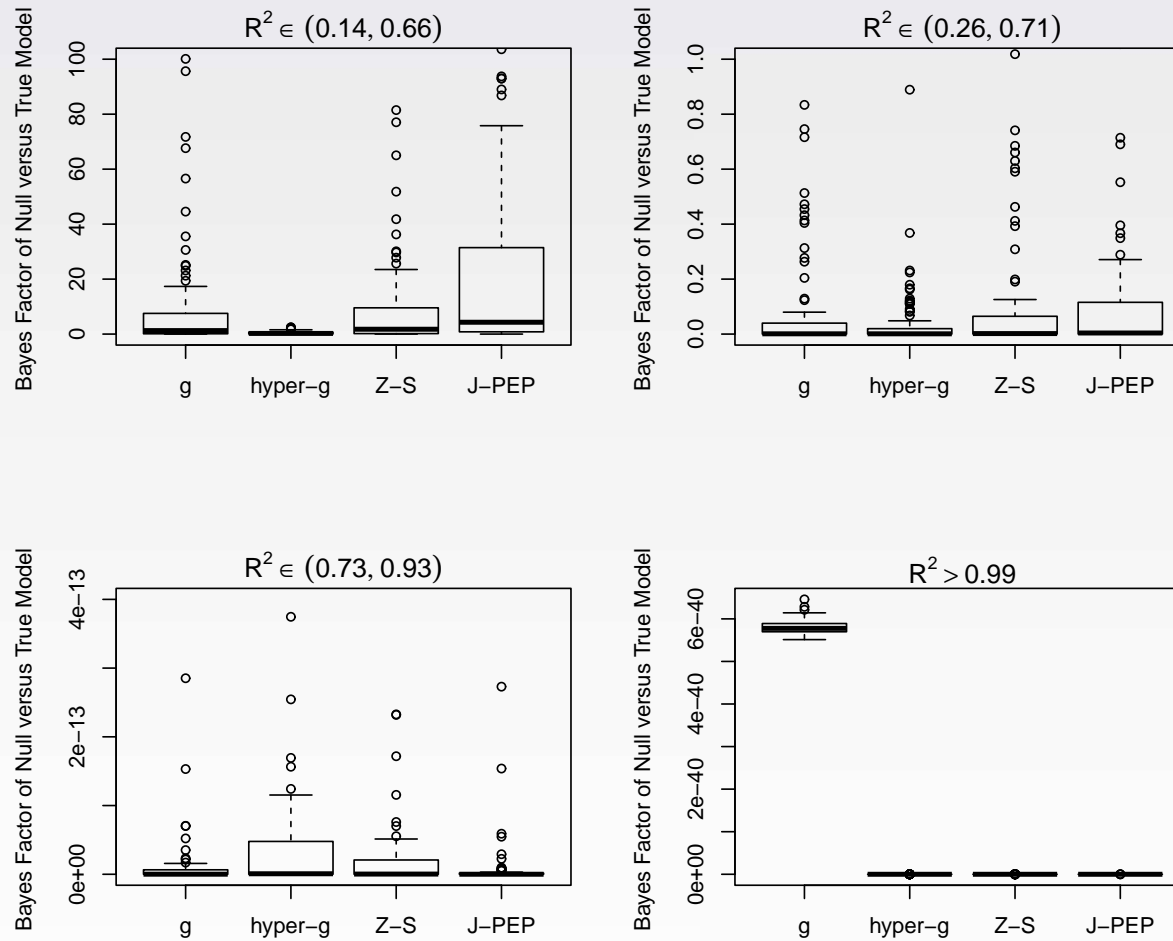 R² ∈ (0.14, 0.66)
Bayes Factor of Null versus True Model
100
80
60
40
20
0
g hyper−g Z−S J−PEP
R² ∈ (0.26, 0.71)
Bayes Factor of Null versus True Model
1.0
0.8
0.6
0.4
0.2
0.0
g hyper−g Z−S J−PEP
R² ∈ (0.73, 0.93)
Bayes Factor of Null versus True Model
4e−13
2e−13
0e+00
g hyper−g Z−S J−PEP
R² > 0.99
Bayes Factor of Null versus True Model
6e−40
4e−40
2e−40
0e+00
g hyper−g Z−S J−PEP